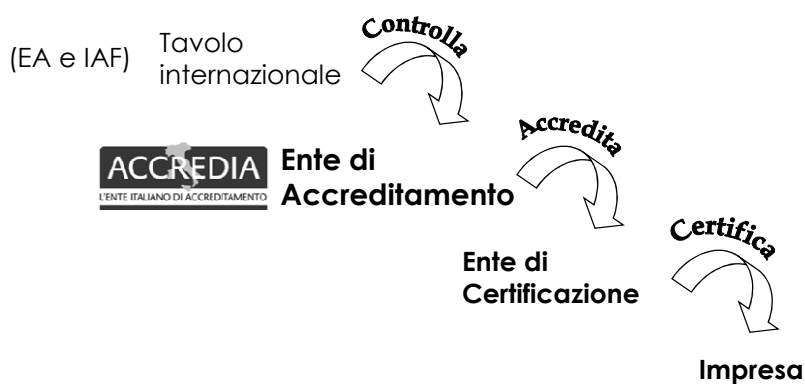 Controlla
(EA e IAF) Tavolo
internazionale
Accredita
ACCREDIA
L'ENTE ITALIANO DI ACCREDITAMENTO
Ente di
Accreditamento
Certifica
Ente di
Certificazione
Impresa